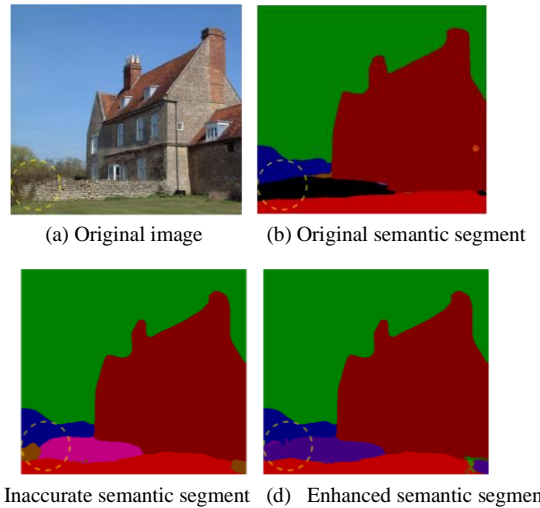 (a) Original image (b) Original semantic segment
Inaccurate semantic segment (d) Enhanced semantic segmen